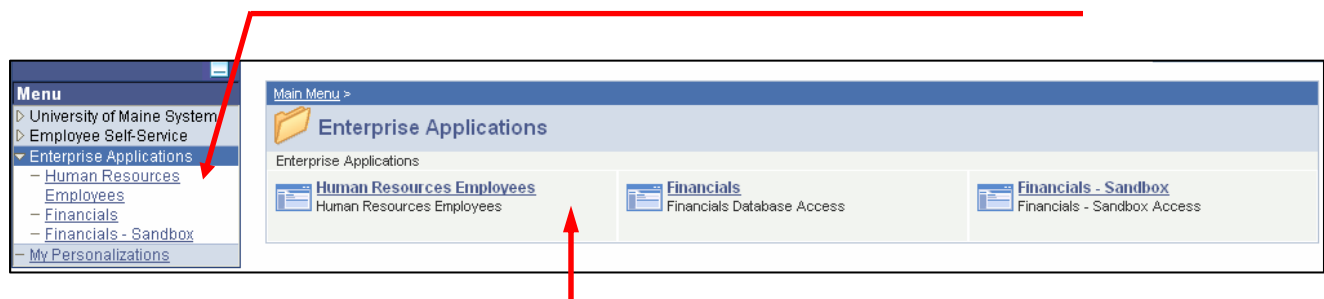 Menu
University of Maine System
Employee Self-Service
Enterprise Applications
Human Resources
Employees
Financials
Financials - Sandbox
My Personalizations
Main Menu >
Enterprise Applications
Enterprise Applications
Human Resources Employees
Human Resources Employees
Financials
Financials Database Access
Financials - Sandbox
Financials - Sandbox Access